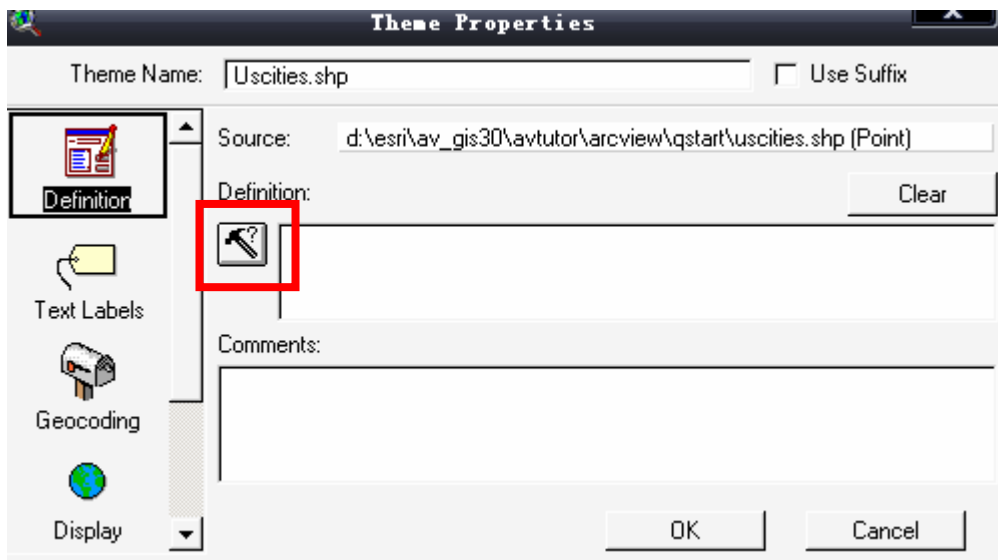 Theme Properties
Theme Name: Uscities.shp Use Suffix
Source: d:\esri\av_gis30\avtutor\arcview\qstart\uscities.shp (Point)
Definition
Definition: Clear
?
Text Labels
Comments:
Geocoding
Display
OK Cancel